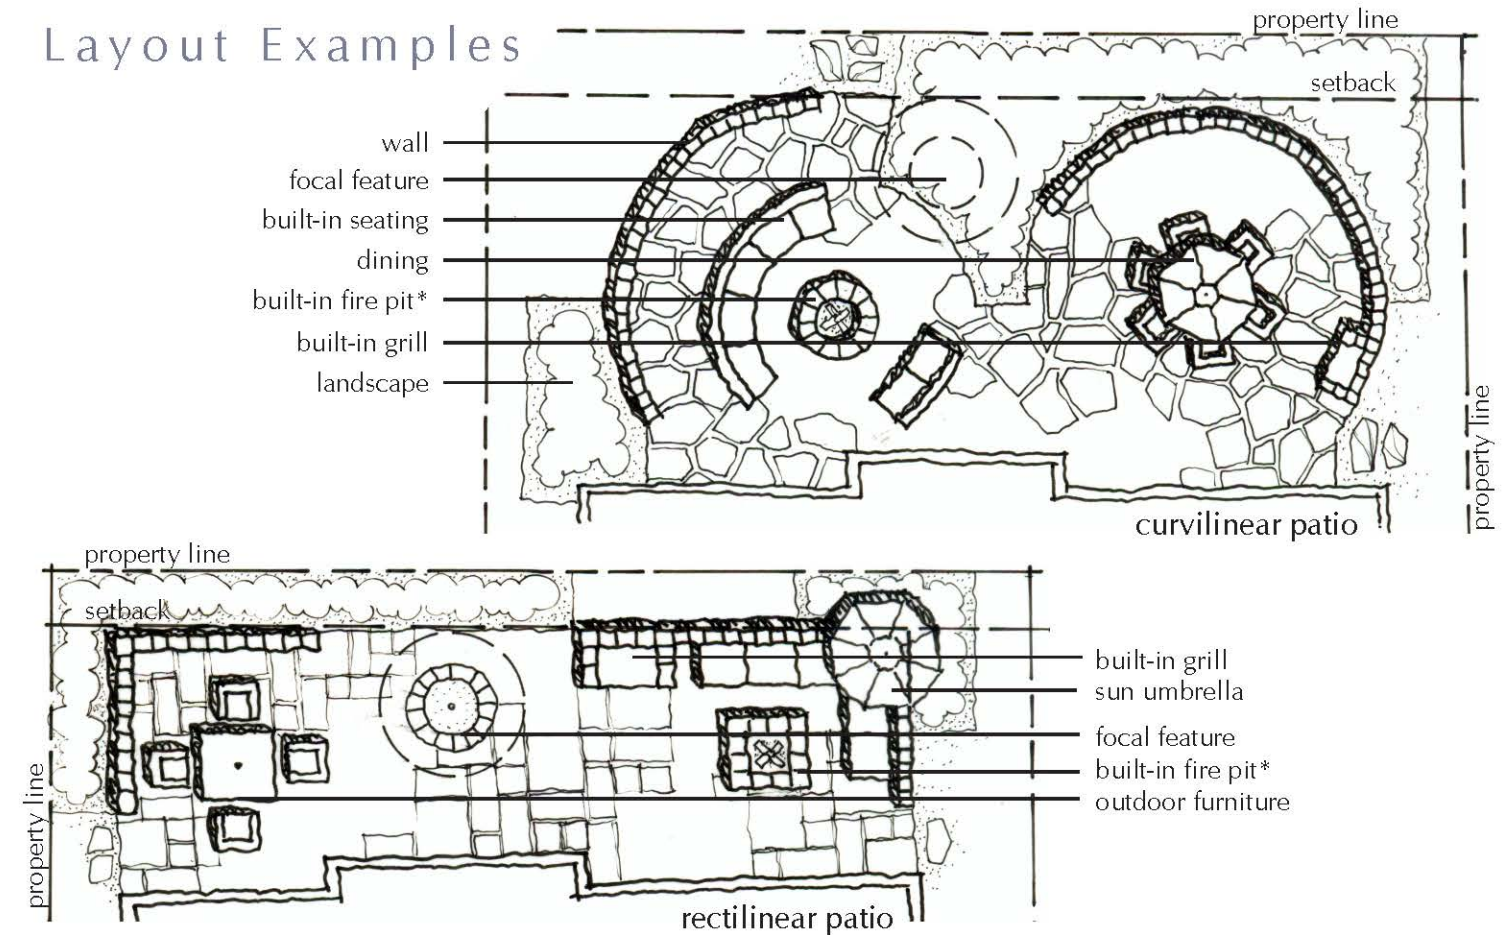 Layout Examples
property line
setback
wall
focal feature
built-in seating
dining
built-in fire pit*
built-in grill
landscape
property line
curvilinear patio
property line
setback
built-in grill
sun umbrella
focal feature
built-in fire pit*
outdoor furniture
property line
rectilinear patio